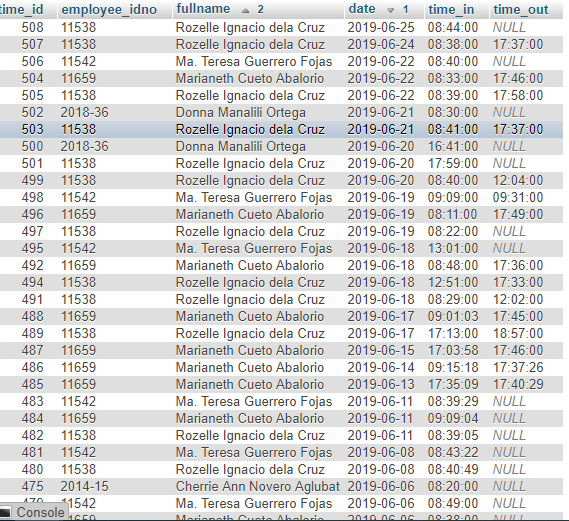 time_id employee_idno fullname 2 date 1 time_in time_out
508 11538 Rozelle Ignacio dela Cruz 2019-06-25 08:44:00 NULL
507 11538 Rozelle Ignacio dela Cruz 2019-06-24 08:38:00 17:37:00
506 11542 Ma. Teresa Guerrero Fojas 2019-06-22 08:40:00 NULL
504 11659 Marianeth Cueto Abalorio 2019-06-22 08:33:00 17:46:00
505 11538 Rozelle Ignacio dela Cruz 2019-06-22 08:39:00 17:58:00
502 2018-36 Donna Manalili Ortega 2019-06-21 08:30:00 NULL
503 11538 Rozelle Ignacio dela Cruz 2019-06-21 08:41:00 17:37:00
500 2018-36 Donna Manalili Ortega 2019-06-20 16:41:00 NULL
501 11538 Rozelle Ignacio dela Cruz 2019-06-20 17:59:00 NULL
499 11538 Rozelle Ignacio dela Cruz 2019-06-20 08:40:00 12:04:00
498 11542 Ma. Teresa Guerrero Fojas 2019-06-19 09:09:00 09:31:00
496 11659 Marianeth Cueto Abalorio 2019-06-19 08:11:00 17:49:00
497 11538 Rozelle Ignacio dela Cruz 2019-06-19 08:22:00 NULL
495 11542 Ma. Teresa Guerrero Fojas 2019-06-18 13:01:00 NULL
492 11659 Marianeth Cueto Abalorio 2019-06-18 08:48:00 17:36:00
494 11538 Rozelle Ignacio dela Cruz 2019-06-18 12:51:00 17:33:00
491 11538 Rozelle Ignacio dela Cruz 2019-06-18 08:29:00 12:02:00
488 11659 Marianeth Cueto Abalorio 2019-06-17 09:01:03 17:45:00
489 11538 Rozelle Ignacio dela Cruz 2019-06-17 17:13:00 18:57:00
487 11659 Marianeth Cueto Abalorio 2019-06-15 17:03:58 17:46:00
486 11659 Marianeth Cueto Abalorio 2019-06-14 09:15:18 17:37:26
485 11659 Marianeth Cueto Abalorio 2019-06-13 17:35:09 17:40:29
483 11542 Ma. Teresa Guerrero Fojas 2019-06-11 08:39:29 NULL
484 11659 Marianeth Cueto Abalorio 2019-06-11 09:09:04 NULL
482 11538 Rozelle Ignacio dela Cruz 2019-06-11 08:39:05 NULL
481 11542 Ma. Teresa Guerrero Fojas 2019-06-08 08:43:22 NULL
480 11538 Rozelle Ignacio dela Cruz 2019-06-08 08:40:49 NULL
475 2014-15 Cherrie Ann Novero Aglubat 2019-06-06 08:20:00 NULL
11542 Ma. Teresa Guerrero Fojas 2019-06-06 08:49:00 NULL
Console 11659 Marianeth Cueto Abalorio 2019-06-06 08:38:00 NULL